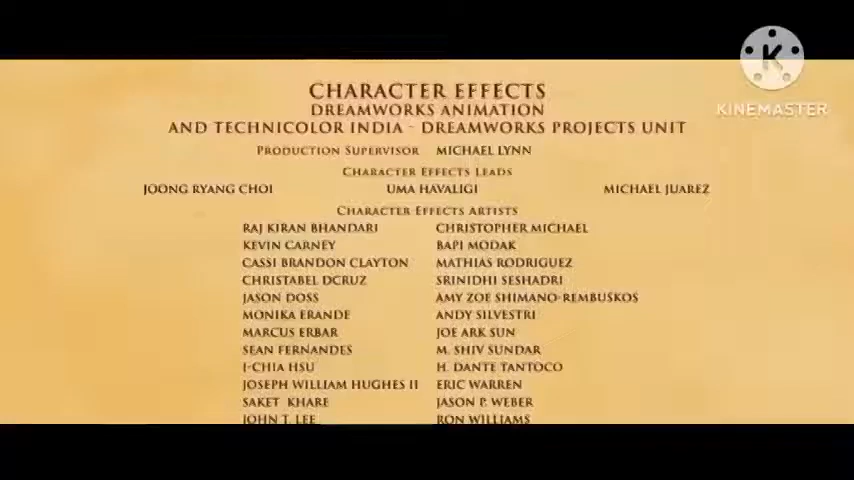 K
KINEMASTER
CHARACTER EFFECTS
DREAMWORKS ANIMATION
AND TECHNICOLOR INDIA - DREAMWORKS PROJECTS UNIT
PRODUCTION SUPERVISOR MICHAEL LYNN
CHARACTER EFFECTS LEADS
JOONG RYANG CHOI UMA HAVALIGI MICHAEL JUAREZ
CHARACTER EFFECTS ARTISTS
RAJ KIRAN BHANDARI CHRISTOPHER MICHAEL
KEVIN CARNEY BAPI MODAK
CASSI BRANDON CLAYTON MATHIAS RODRIGUEZ
CHRISTABEL DCRUZ SRINIDHI SESHADRI
JASON DOSS AMY ZOE SHIMANO-REMBUSKOS
MONIKA ERANDE ANDY SILVESTRI
MARCUS ERBAR JOE ARK SUN
SEAN FERNANDES M. SHIV SUNDAR
I-CHIA HSU H. DANTE TANTOCO
JOSEPH WILLIAM HUGHES II ERIC WARREN
SAKET KHARE JASON P. WEBER
JOHN T. LEE RON WILLIAMS